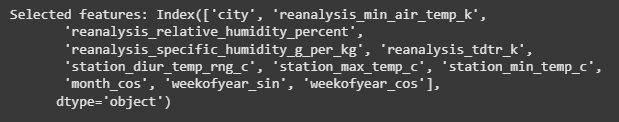 Selected features: Index(['city', 'reanalysis_min_air_temp_k',
'reanalysis_relative_humidity_percent',
'reanalysis_specific_humidity_g_per_kg', 'reanalysis_tdtr_k',
'station_diur_temp_rng_c', 'station_max_temp_c', 'station_min_temp_c',
'month_cos', 'weekofyear_sin', 'weekofyear_cos'],
dtype='object')